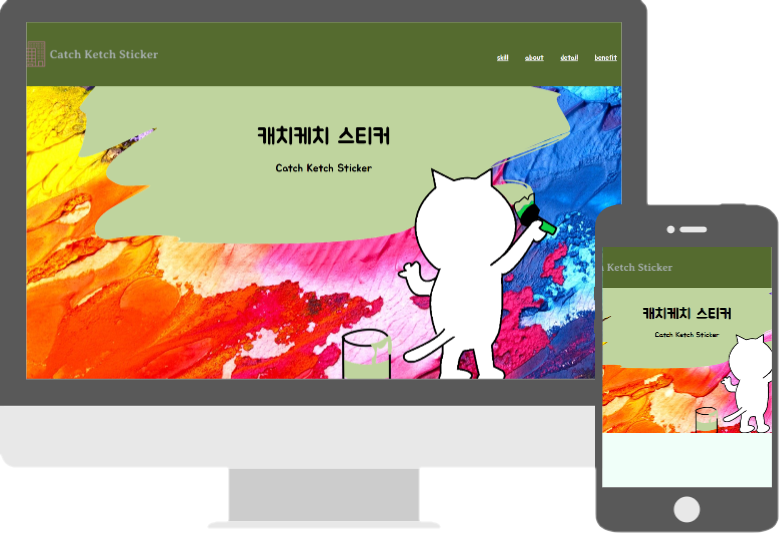 Catch Ketch Sticker
skill about detail benefit
캐치케치 스티커
Catch Ketch Sticker
Ketch Sticker
캐치케치 스티커
Catch Ketch Sticker